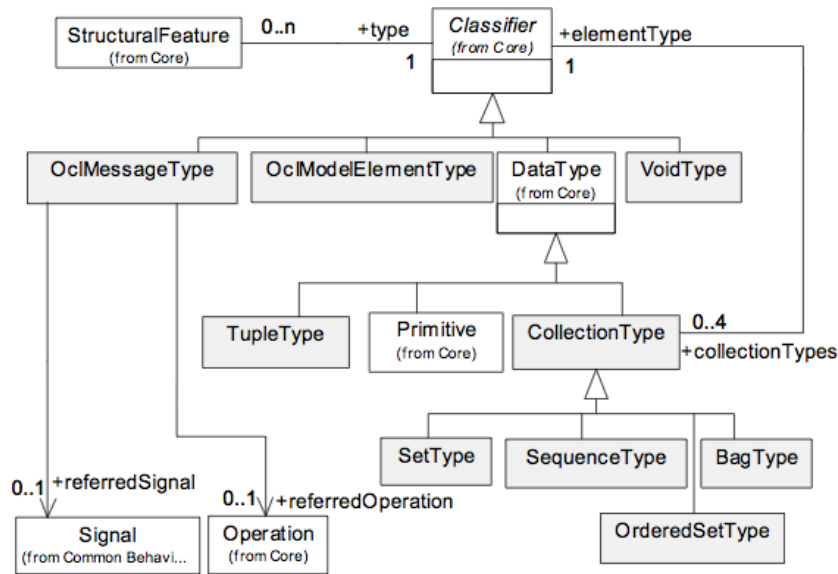 StructuralFeature
(from Core)
0..n
+type
1
Classifier
(from Core)
+elementType
1
OclMessageType
OclModelElementType
DataType
(from Core)
VoidType
TupleType
Primitive
(from Core)
CollectionType
0..4
+collectionTypes
SetType
SequenceType
BagType
OrderedSetType
0..1
+referredSignal
0..1
+referredOperation
Signal
(from Common Behavi...
Operation
(from Core)